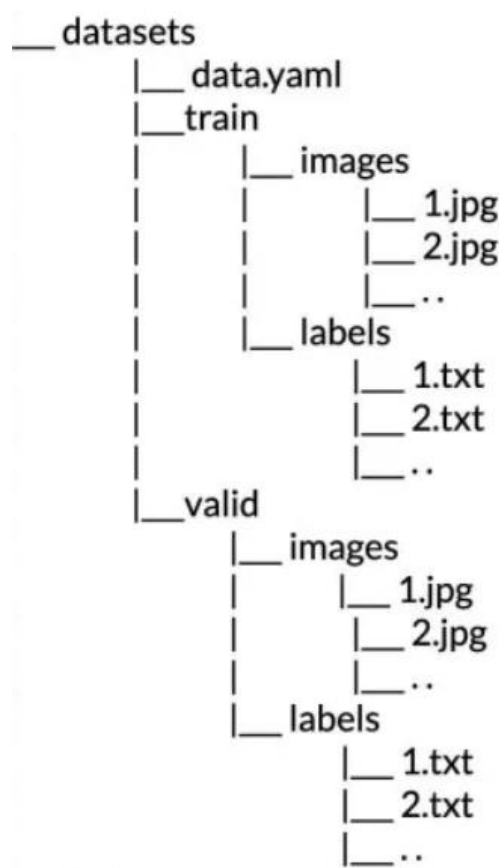 __ datasets
|__ data.yaml
|__train
| |__ images
| | |__ 1.jpg
| | |__ 2.jpg
| | |__ ..
| |__ labels
| |__ 1.txt
| |__ 2.txt
| |__ ..
|__valid
|__ images
| |__ 1.jpg
| |__ 2.jpg
| |__ ..
|__ labels
|__ 1.txt
|__ 2.txt
|__ ..